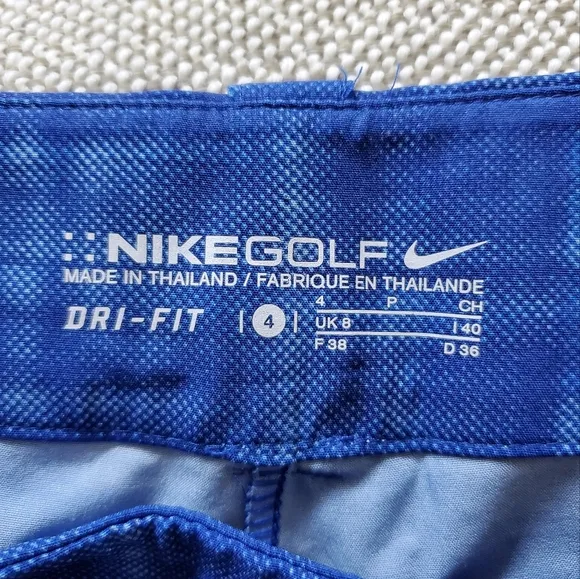 NIKEGOLF
MADE IN THAILAND / FABRIQUE EN THAILANDE
DRI-FIT | 4 |
4 P CH
UK 8 I 40
F 38 D 36